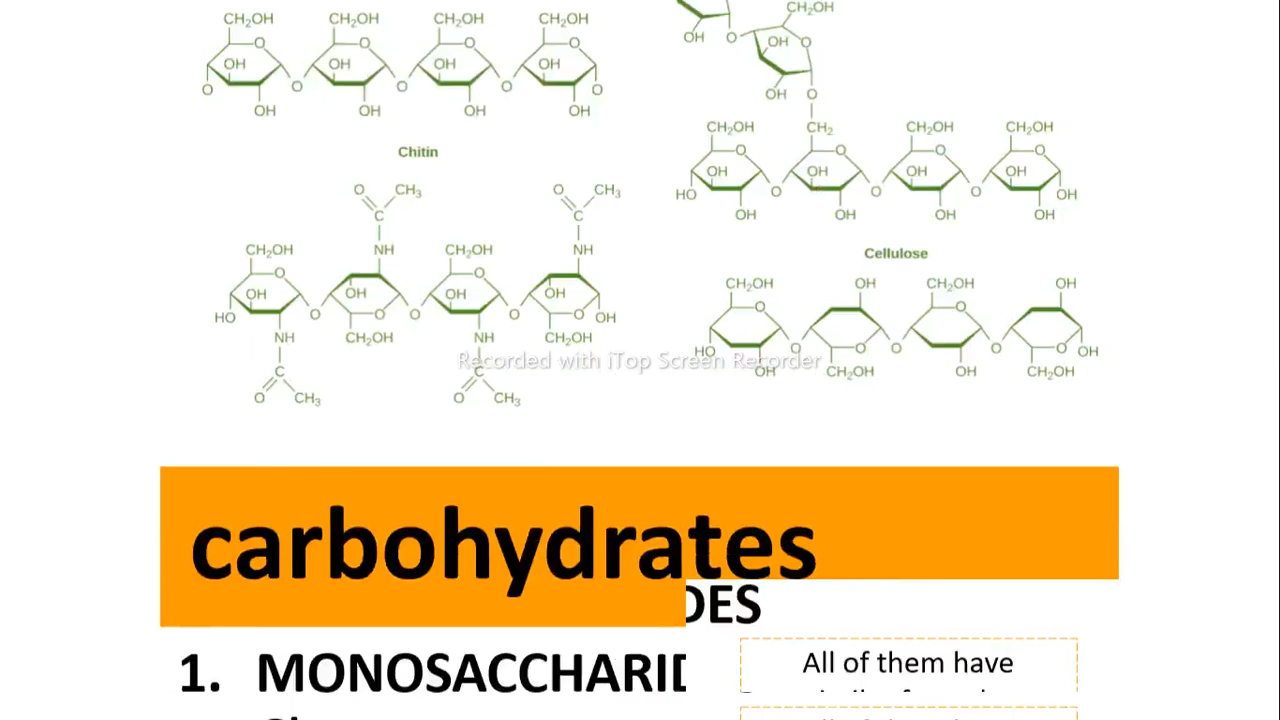 CH₂OH CH₂OH CH₂OH CH₂OH
O O O O
OH OH OH OH
O O O O O
OH OH OH OH
CH₂OH
OH O OH O
OH O
CH₂OH CH₂ CH₂OH CH₂OH
O O O O
OH OH OH OH
HO O O O OH
OH OH OH OH
Chitin
O CH₃ O CH₃
C C
CH₂OH NH CH₂OH NH
O O
OH OH OH OH
HO O O O O O OH
NH CH₂OH NH CH₂OH
C C
O CH₃ O CH₃
Cellulose
CH₂OH OH CH₂OH OH
O O
HO O O O O O OH
OH CH₂OH OH CH₂OH
Recorded with iTop Screen Recorder
carbohydrates
DES
1. MONOSACCHARID
All of them have